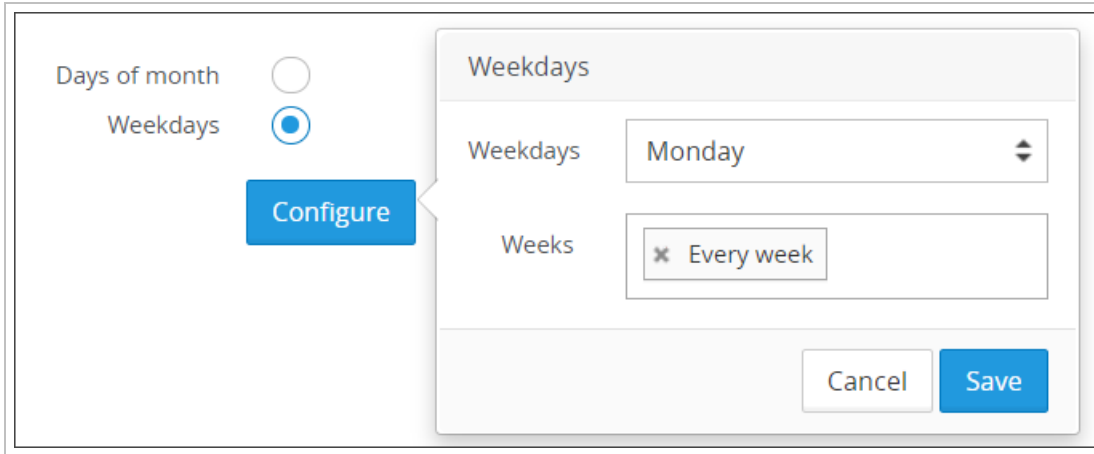 Days of month
Weekdays
Configure
Weekdays
Weekdays Monday
Weeks Every week
Cancel Save